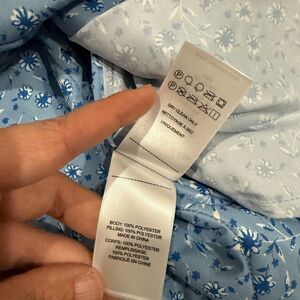 DRY CLEAN ONLY
NETTOYAGE À SEC
UNIQUEMENT
BODY: 100% POLYESTER
FILLING: 100% POLYESTER
MADE IN CHINA
CORPS: 100% POLYESTER
REMPLISSAGE:
100% POLYESTER
FABRIQUÉ EN CHINE